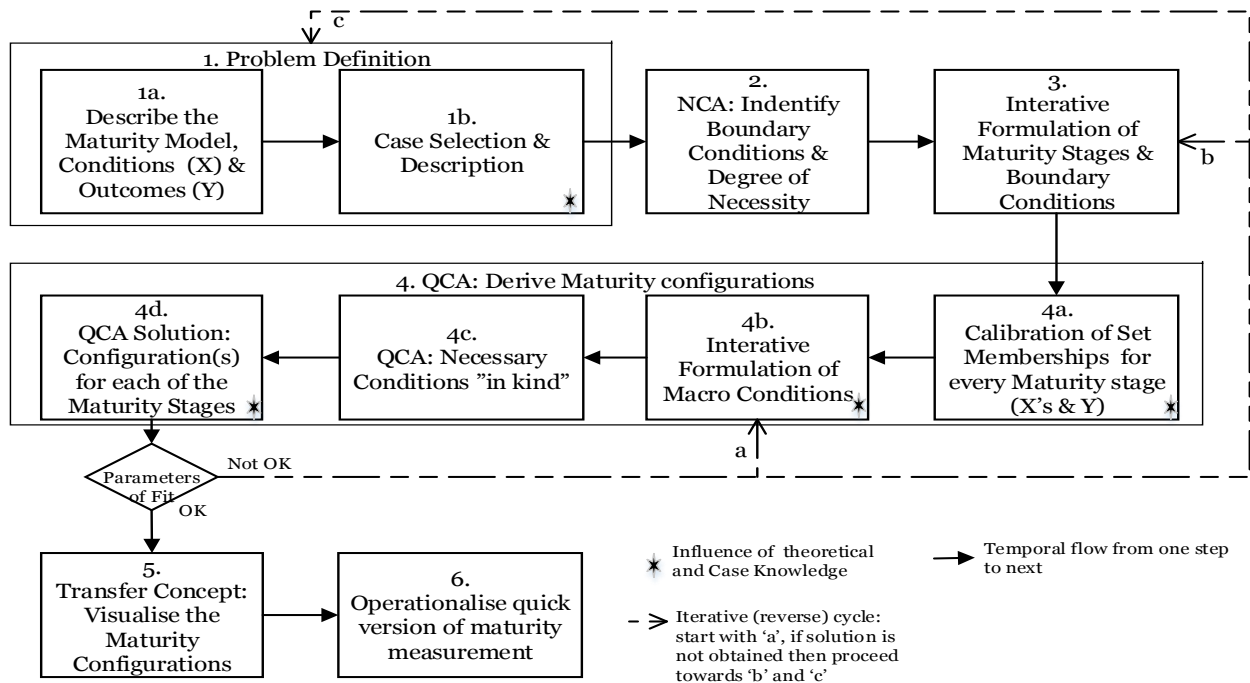 c
1. Problem Definition
1a.
Describe the
Maturity Model,
Conditions (X) &
Outcomes (Y)
1b.
Case Selection &
Description
2.
NCA: Indentify
Boundary
Conditions &
Degree of
Necessity
3.
Interative
Formulation of
Maturity Stages &
Boundary
Conditions
b
4. QCA: Derive Maturity configurations
4d.
QCA Solution:
Configuration(s)
for each of the
Maturity Stages
4c.
QCA: Necessary
Conditions ”in kind”
4b.
Interative
Formulation of
Macro Conditions
4a.
Calibration of Set
Memberships for
every Maturity stage
(X’s & Y)
a
Parameters
of Fit
Not OK
OK
5.
Transfer Concept:
Visualise the
Maturity
Configurations
6.
Operationalise quick
version of maturity
measurement
Influence of theoretical
and Case Knowledge
Temporal flow from one step
to next
Iterative (reverse) cycle:
start with ‘a’, if solution is
not obtained then proceed
towards ‘b’ and ‘c’